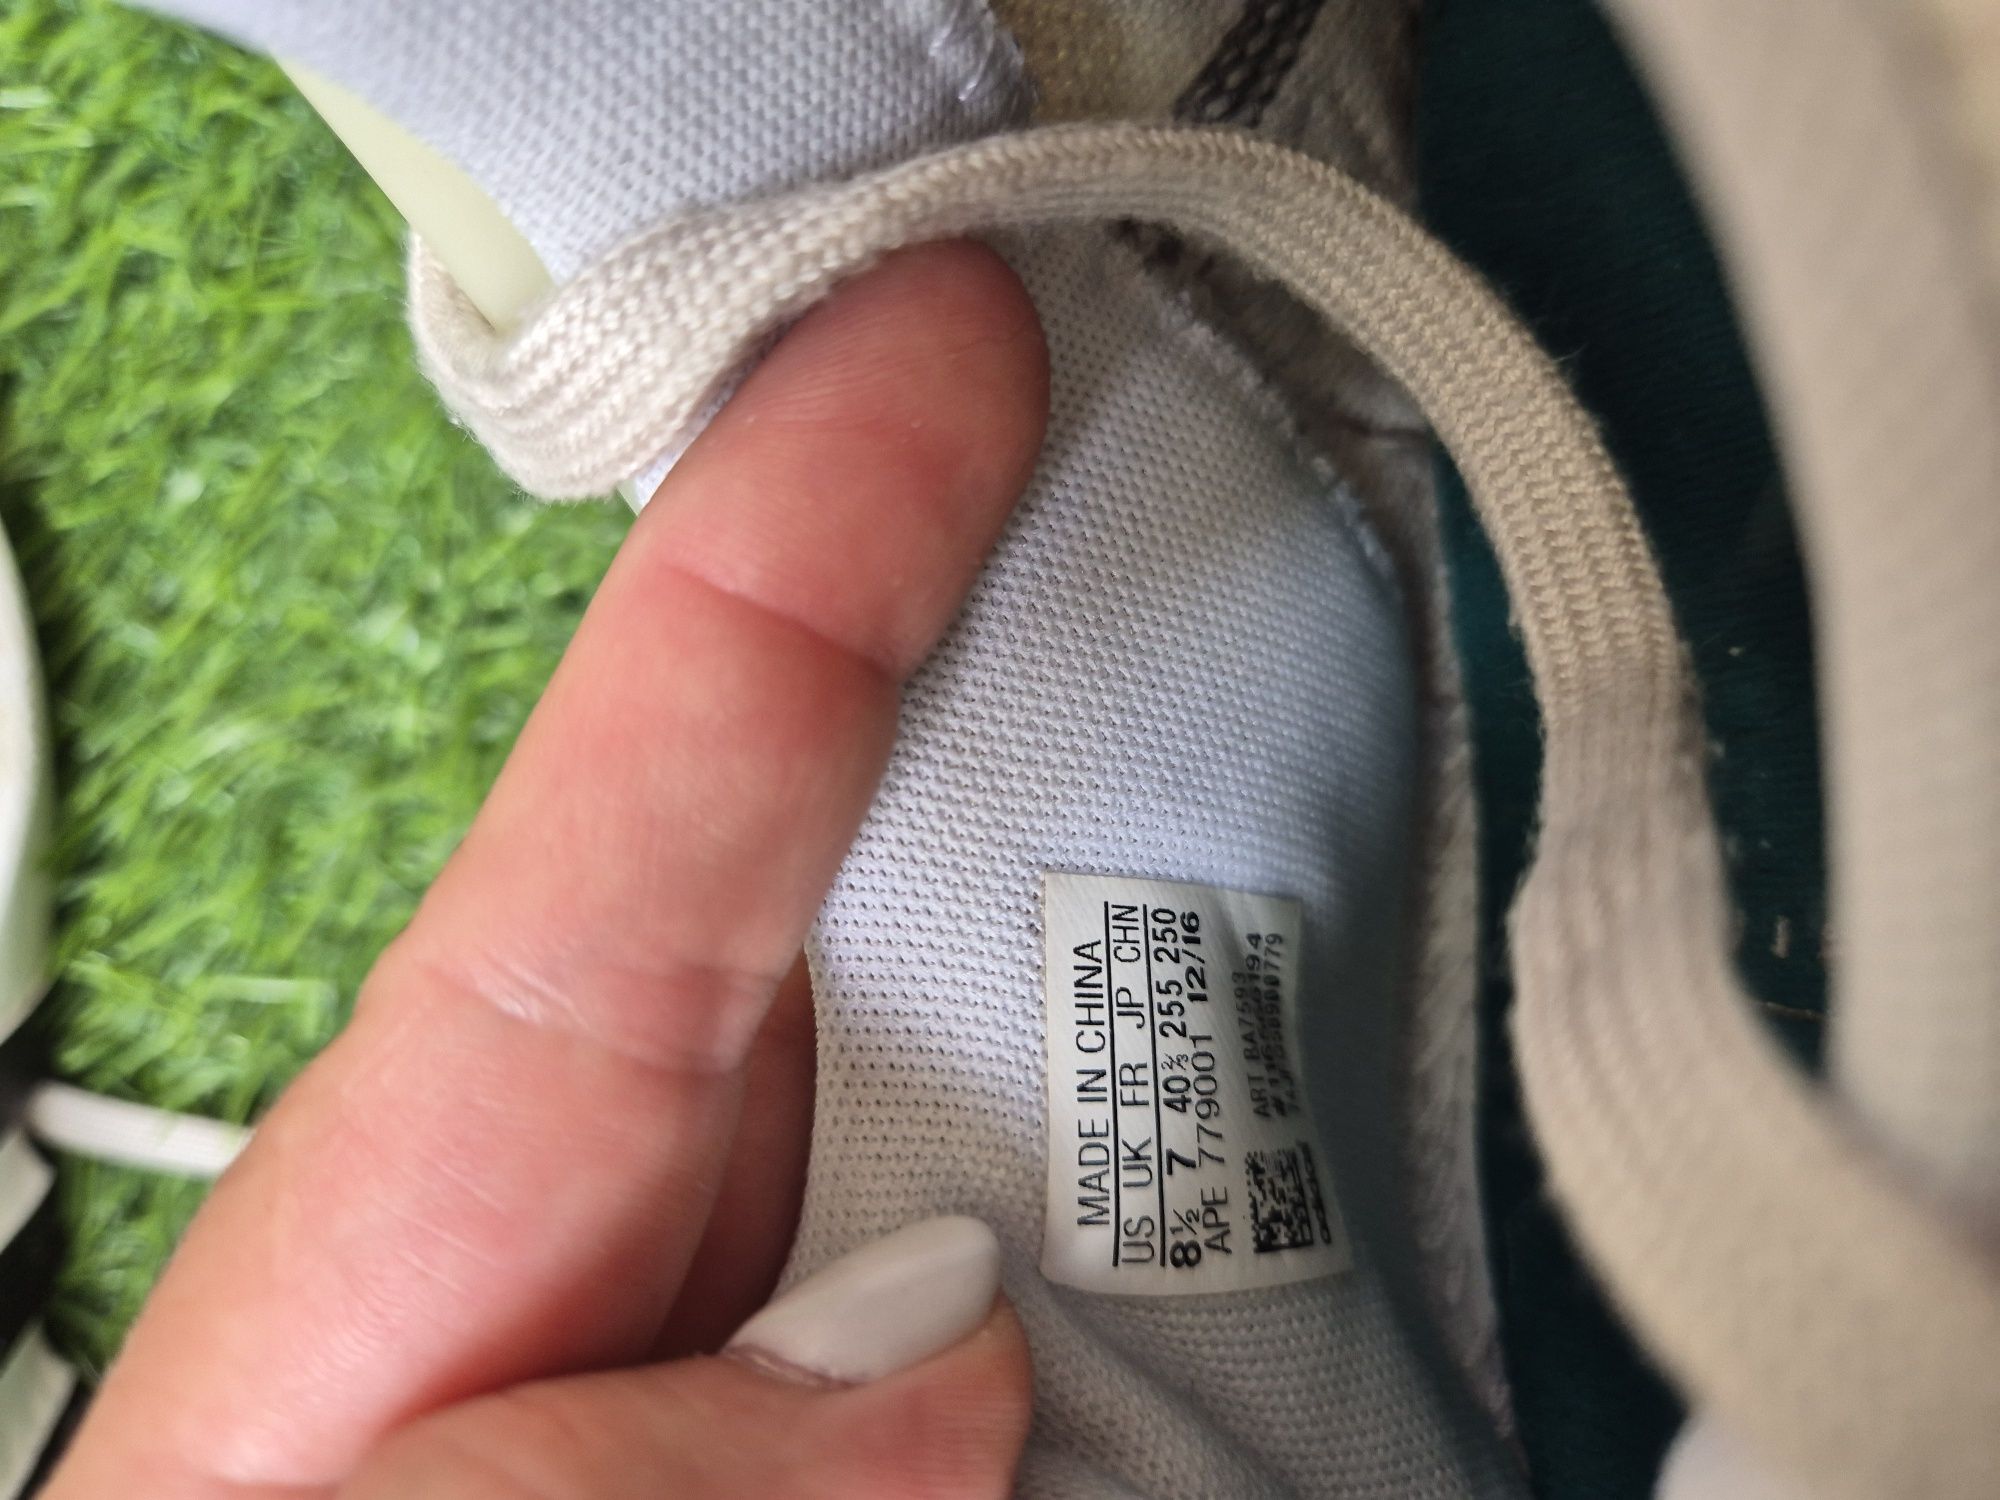 MADE IN CHINA
US UK FR JP CHN
8½ 7 40⅔ 255 250
APE 779001 12/16
ART BA7593
adidas